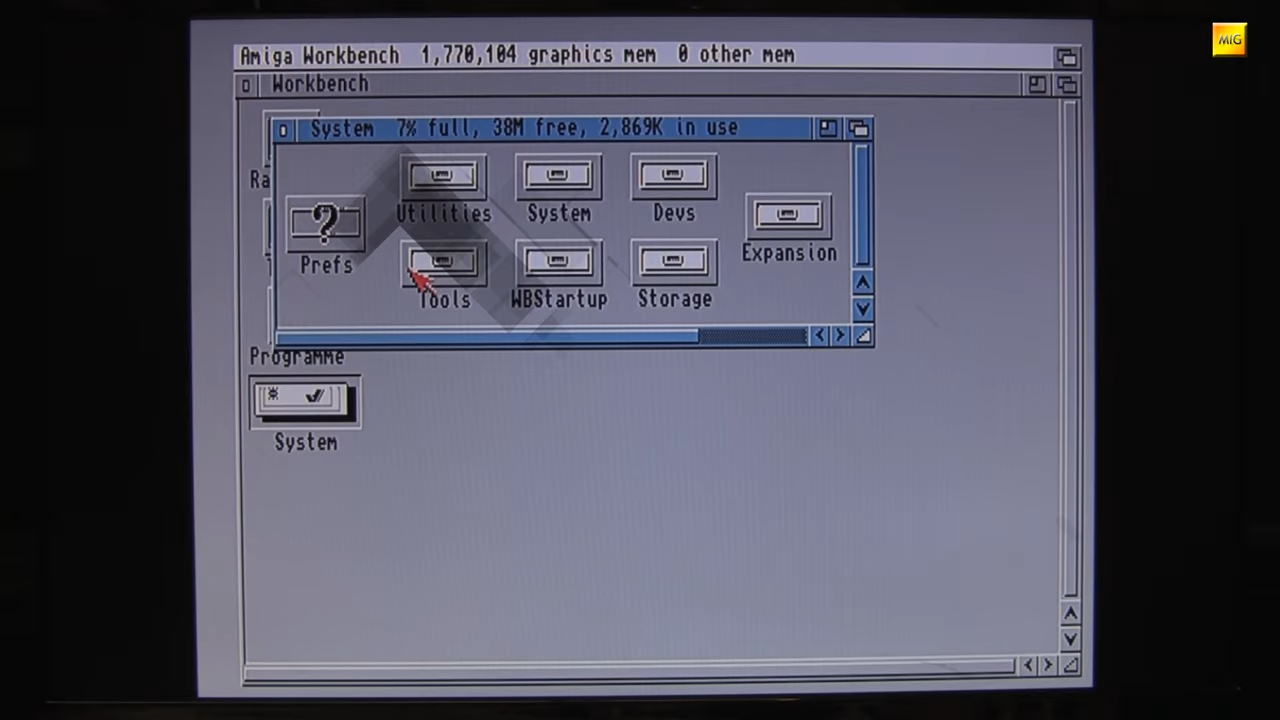 MIG
Amiga Workbench 1,770,104 graphics mem 0 other mem
Workbench
System 7% full, 38M free, 2,869K in use
Ra
Utilities System Devs
Prefs
Expansion
Tools WBStartup Storage
Programme
System